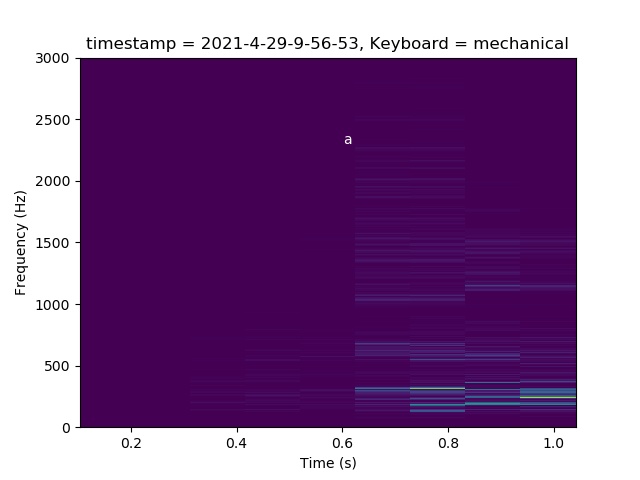 timestamp = 2021-4-29-9-56-53, Keyboard = mechanical
3000
2500
a
2000
1500
1000
500
0
Frequency (Hz)
0.2 0.4 0.6 0.8 1.0
Time (s)